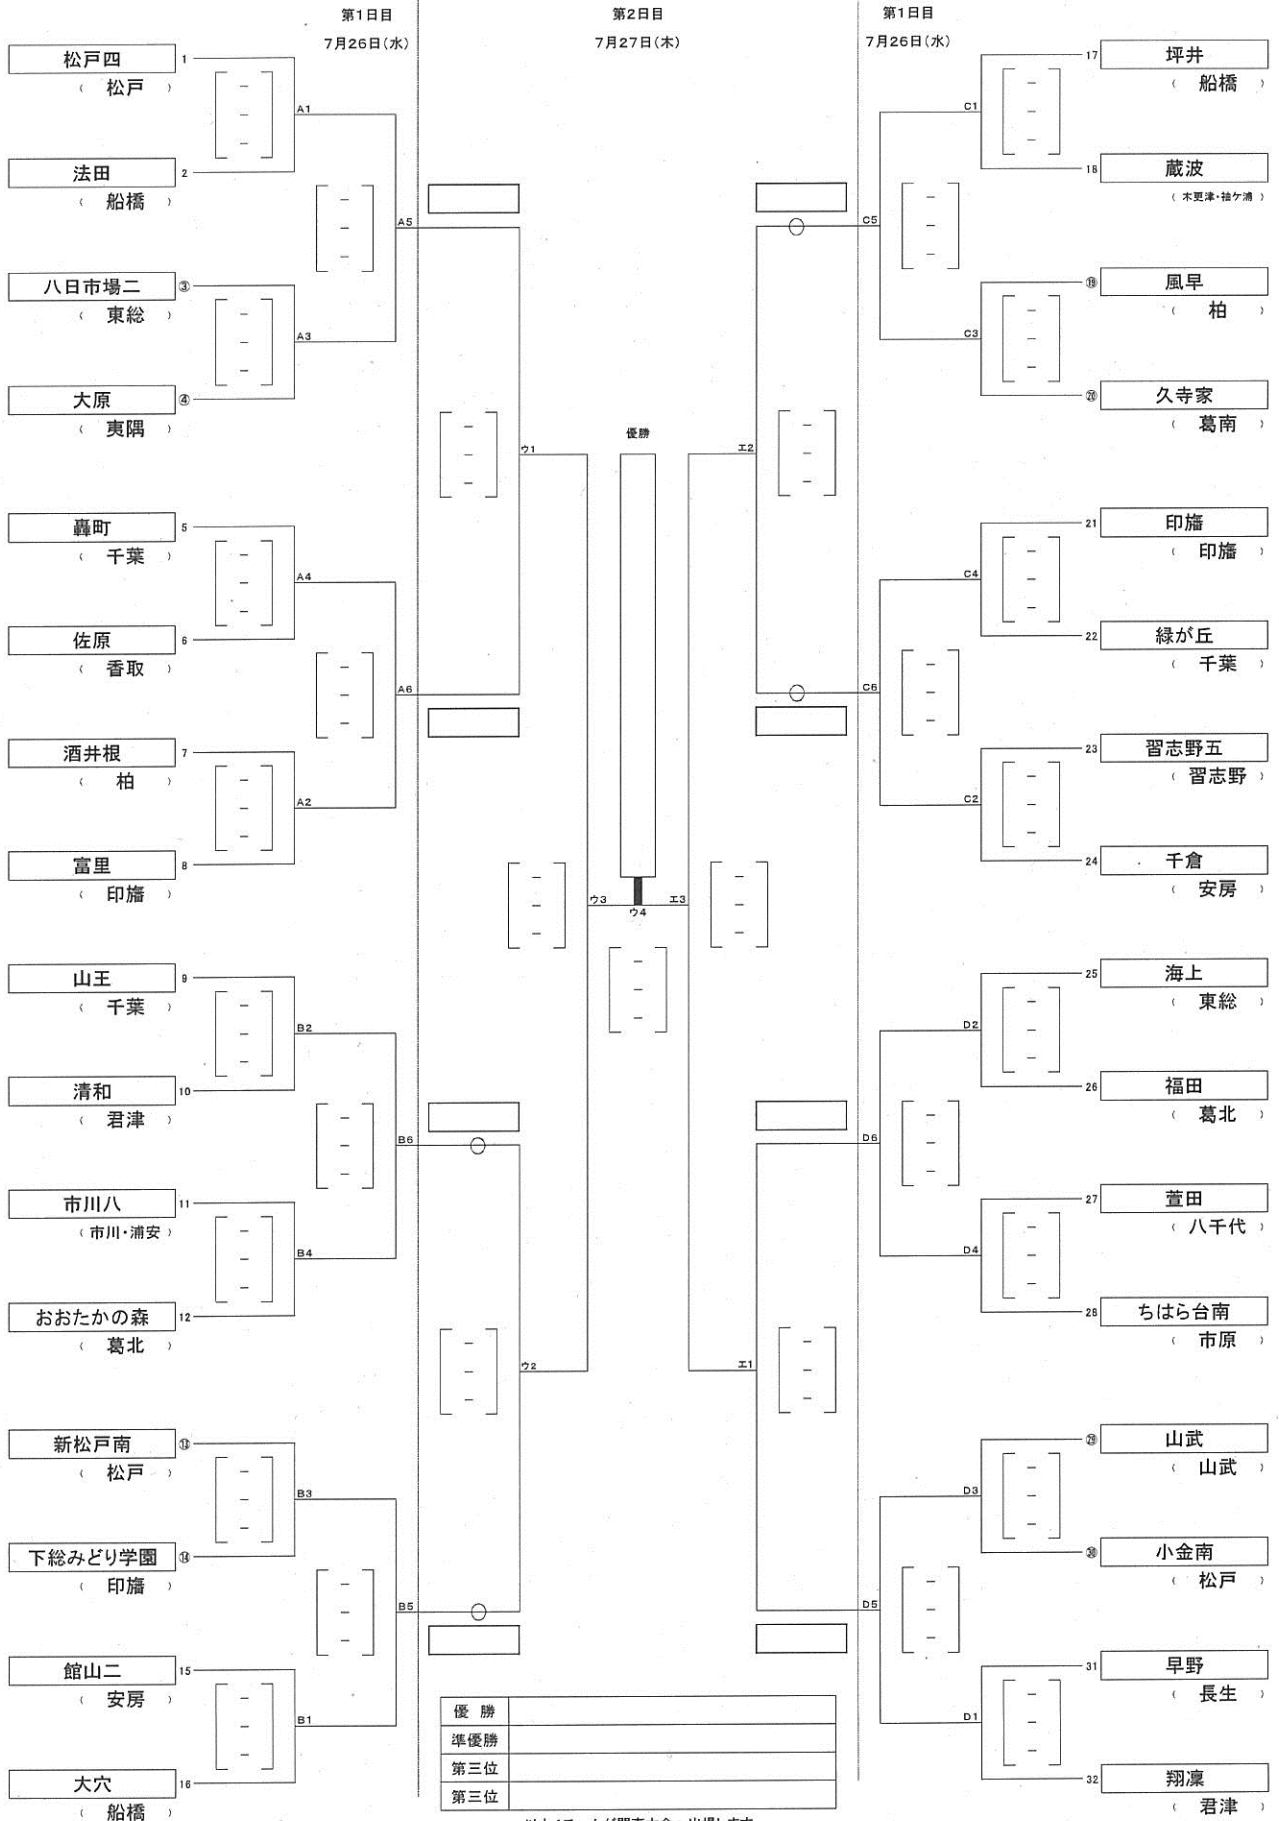 第1日目
7月26日(水)
第2日目
7月27日(木)
第1日目
7月26日(水)
松戸四 1
( 松戸 )
A1
法田 2
( 船橋 )
A5
八日市場二 ③
( 東総 )
A3
大原 ④
( 夷隅 )
ウ1
轟町 5
( 千葉 )
A4
佐原 6
( 香取 )
A6
酒井根 7
( 柏 )
A2
富里 8
( 印旛 )
ウ3
山王 9
( 千葉 )
B2
清和 10
( 君津 )
B6
市川八 11
( 市川・浦安 )
B4
おおたかの森 12
( 葛北 )
ウ2
新松戸南 ⑬
( 松戸 )
B3
下総みどり学園 ⑭
( 印旛 )
B5
館山二 15
( 安房 )
B1
大穴 16
( 船橋 )
優勝
ウ4
17 坪井
( 船橋 )
C1
18 蔵波
( 木更津・袖ケ浦 )
C5
⑲ 風早
( 柏 )
C3
⑳ 久寺家
( 葛南 )
エ2
21 印旛
( 印旛 )
C4
22 緑が丘
( 千葉 )
C6
23 習志野五
( 習志野 )
C2
24 千倉
( 安房 )
エ3
25 海上
( 東総 )
D2
26 福田
( 葛北 )
D6
27 萱田
( 八千代 )
D4
28 ちはら台南
( 市原 )
エ1
㉙ 山武
( 山武 )
D3
㉚ 小金南
( 松戸 )
D5
31 早野
( 長生 )
D1
32 翔凜
( 君津 )
優 勝
準優勝
第三位
第三位